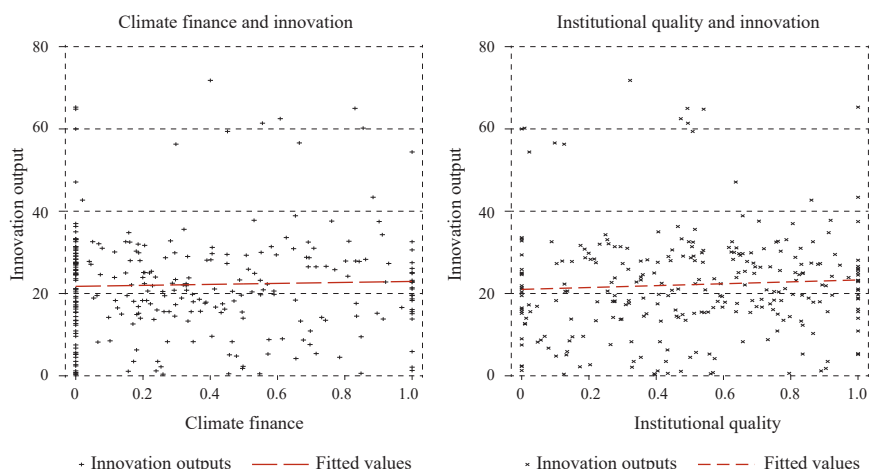 Climate finance and innovation
80
60
40
20
0
Innovation output
0
0.2
0.4
0.6
0.8
1.0
Climate finance
Innovation outputs
Fitted values
Institutional quality and innovation
80
60
40
20
0
Innovation output
0
0.2
0.4
0.6
0.8
1.0
Institutional quality
Innovation outputs
Fitted values